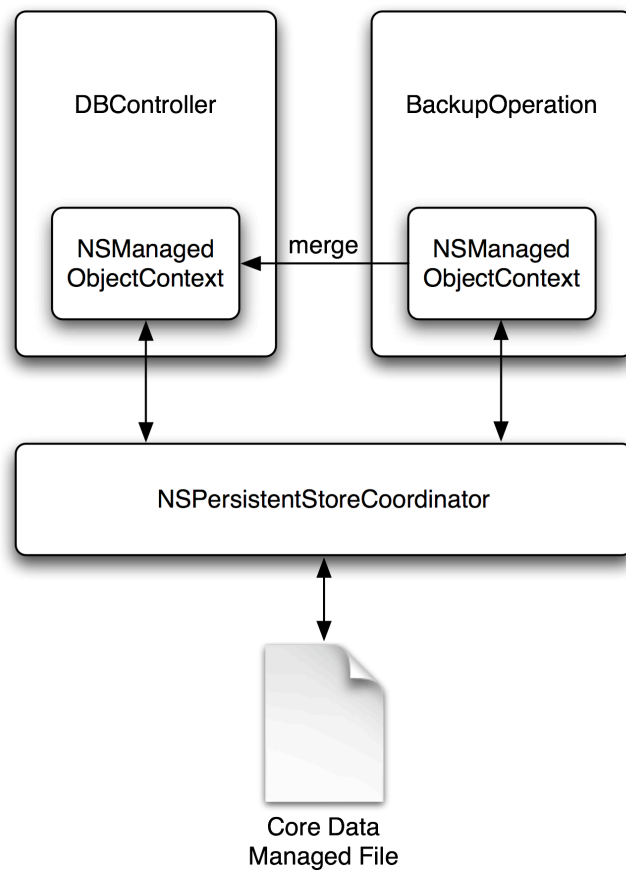 DBController
BackupOperation
NSManaged
ObjectContext
merge
NSManaged
ObjectContext
NSPersistentStoreCoordinator
Core Data
Managed File